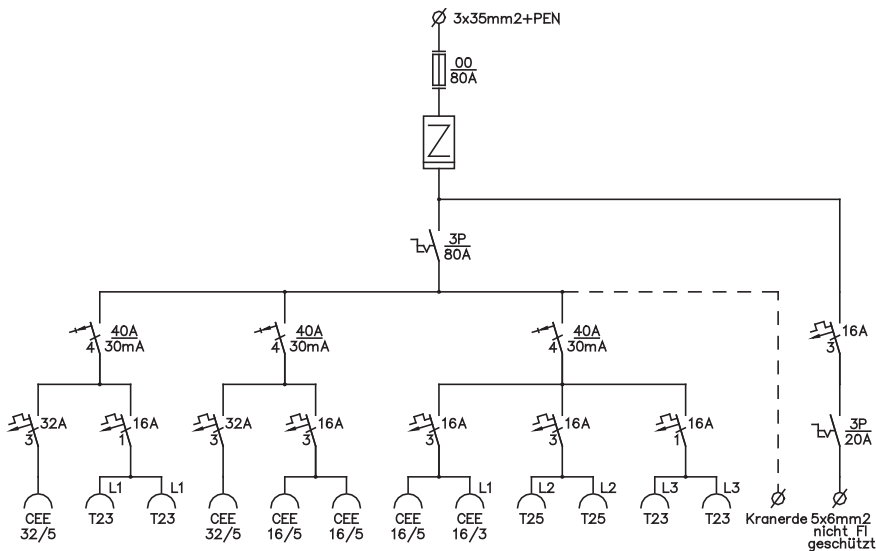 3x35mm2+PEN
00
80A
3P
80A
40A
30mA
4
40A
30mA
4
40A
30mA
4
16A
3
32A
3
16A
1
32A
3
16A
3
16A
3
16A
3
16A
1
3P
20A
L1
L1
L1
L2
L2
L3
L3
CEE
32/5
T23
T23
CEE
32/5
CEE
16/5
CEE
16/5
CEE
16/5
CEE
16/3
T25
T25
T23
T23
Kranerde
5x6mm2
nicht FI
geschützt